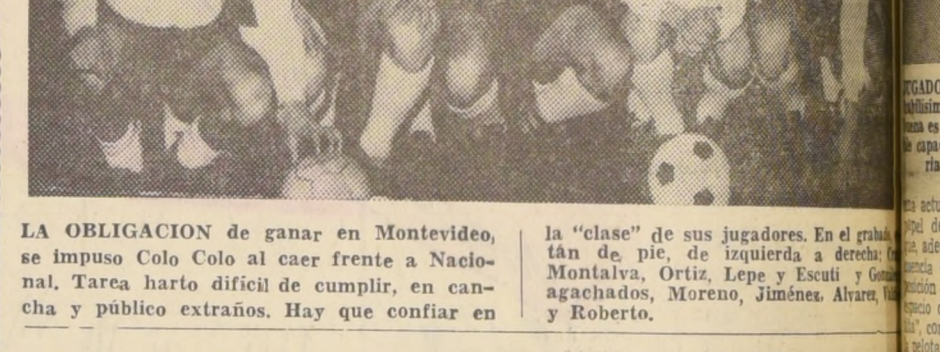 LA OBLIGACION de ganar en Montevideo,
se impuso Colo Colo al caer frente a Nacio-
nal. Tarea harto difícil de cumplir, en can-
cha y público extraños. Hay que confiar en
la "clase" de sus jugadores. En el
tán de pie, de izquierda a derecha:
Montalva, Ortiz, Lepe y Escuti y
agachados, Moreno, Jiménez, Alvarez,
y Roberto.